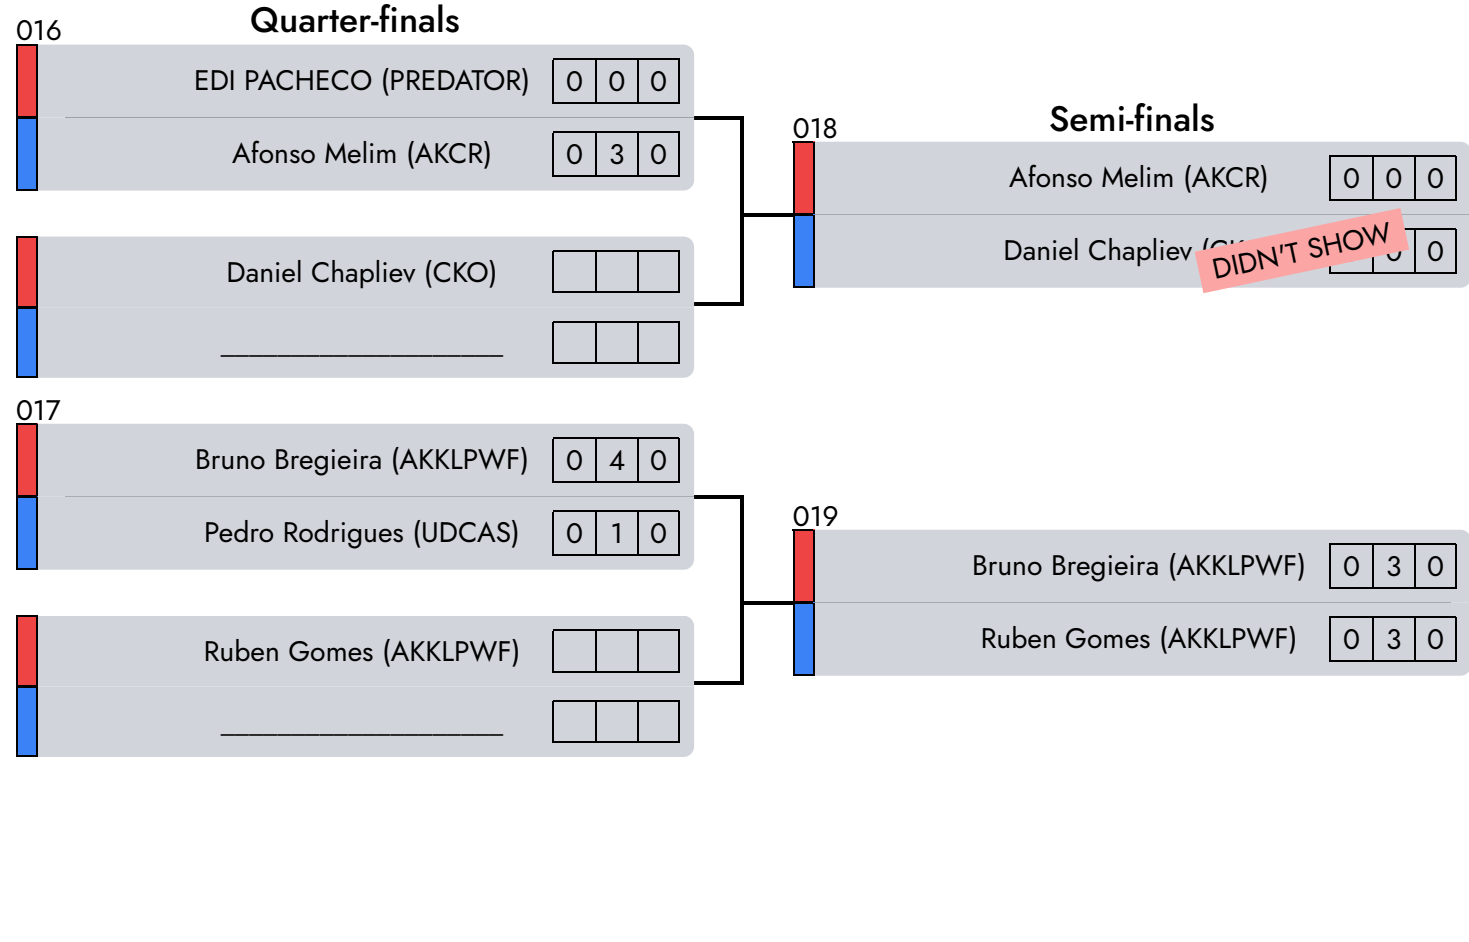 Quarter-finals
016
EDI PACHECO (PREDATOR) 0 0 0
Afonso Melim (AKCR) 0 3 0
Daniel Chapliev (CKO)
____________________
017
Bruno Bregieira (AKKLPWF) 0 4 0
Pedro Rodrigues (UDCAS) 0 1 0
Ruben Gomes (AKKLPWF)
____________________
Semi-finals
018
Afonso Melim (AKCR) 0 0 0
Daniel Chapliev 0 0
DIDN'T SHOW
019
Bruno Bregieira (AKKLPWF) 0 3 0
Ruben Gomes (AKKLPWF) 0 3 0